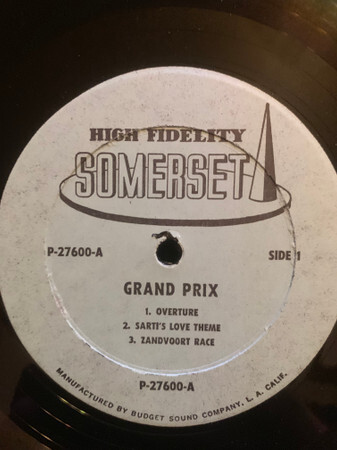 HIGH FIDELITY
SOMERSET
P-27600-A SIDE 1
GRAND PRIX
1. OVERTURE
2. SARTI'S LOVE THEME
3. ZANDVOORT RACE
P-27600-A
MANUFACTURED BY BUDGET SOUND COMPANY, L. A. CALIF.